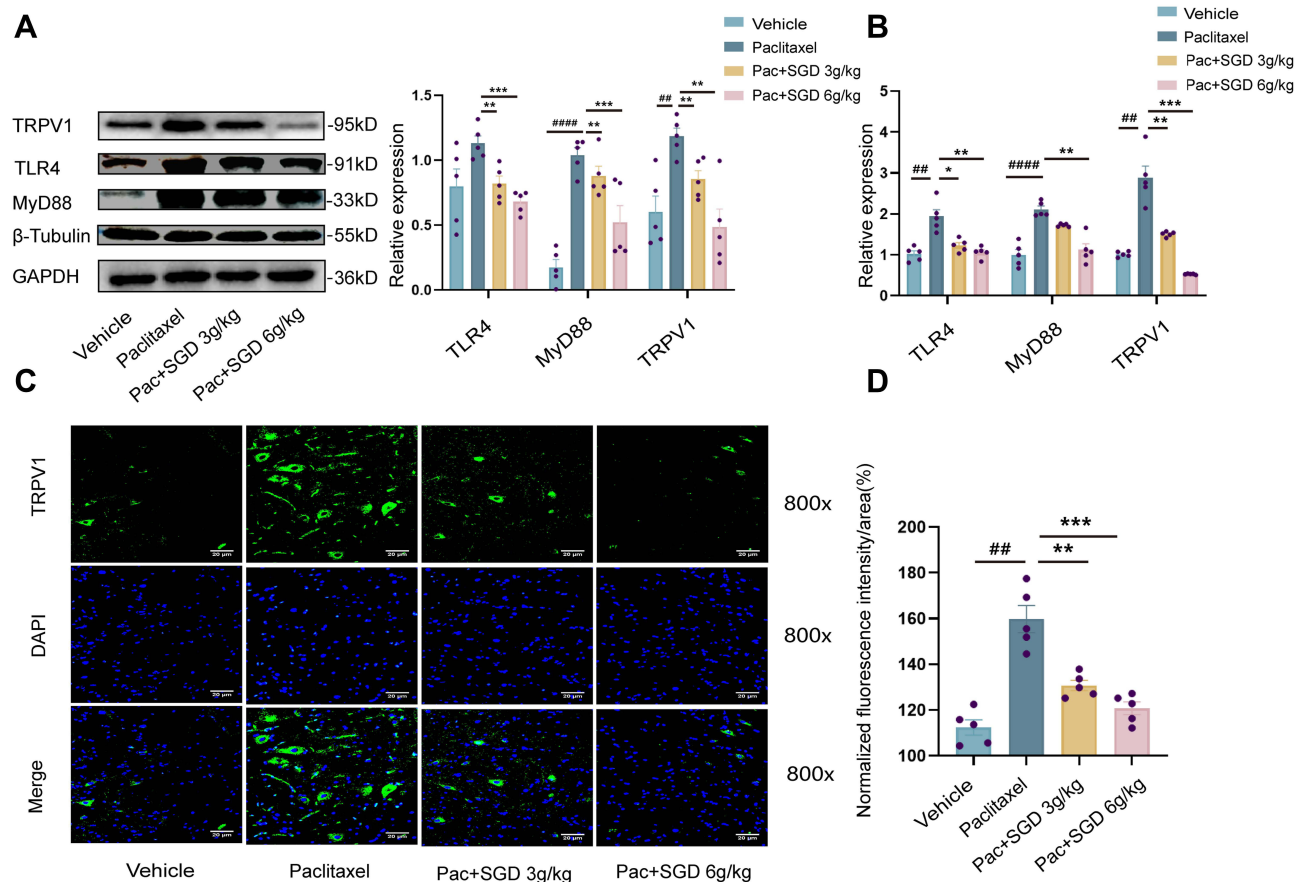 A
TRPV1
-95kD
TLR4
-91kD
MyD88
-33kD
β-Tubulin
-55kD
GAPDH
-36kD
Vehicle
Paclitaxel
Pac+SGD 3g/kg
Pac+SGD 6g/kg
Vehicle
Paclitaxel
Pac+SGD 3g/kg
Pac+SGD 6g/kg
Relative expression
1.5
1.0
0.5
0.0
***
**
####
***
**
##
**
**
TLR4
MyD88
TRPV1
B
Vehicle
Paclitaxel
Pac+SGD 3g/kg
Pac+SGD 6g/kg
Relative expression
5
4
3
2
1
0
##
**
*
####
**
##
***
**
TLR4
MyD88
TRPV1
C
TRPV1
20 μm
20 μm
20 μm
20 μm
800x
DAPI
20 μm
20 μm
20 μm
20 μm
800x
Merge
20 μm
20 μm
20 μm
20 μm
800x
Vehicle
Paclitaxel
Pac+SGD 3g/kg
Pac+SGD 6g/kg
D
Normalized fluorescence intensity/area(%)
200
180
160
140
120
100
##
***
**
Vehicle
Paclitaxel
Pac+SGD 3g/kg
Pac+SGD 6g/kg